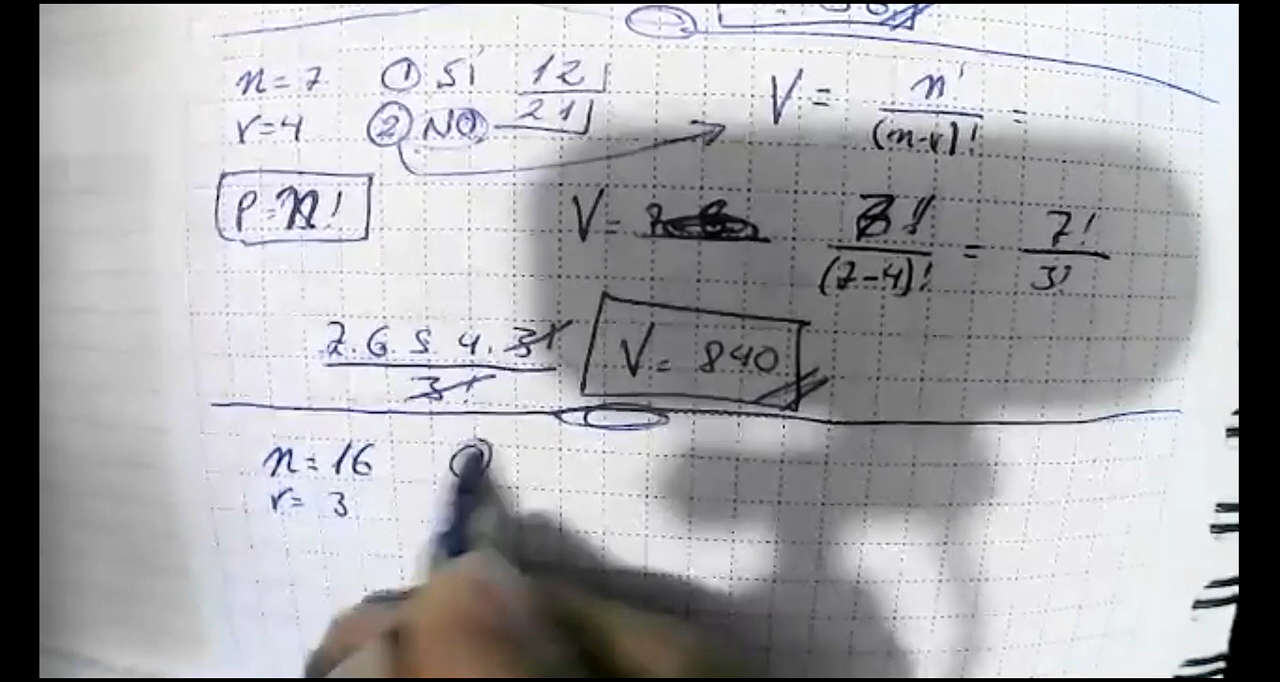 n=7 ① Sí 12
r=4 ② NO 21
V = n! / (n-r)! =
P=n!
V = 7! / (7-4)! = 7! / 3!
7.6.5.4.3! / 3!
V= 840
n=16
r=3